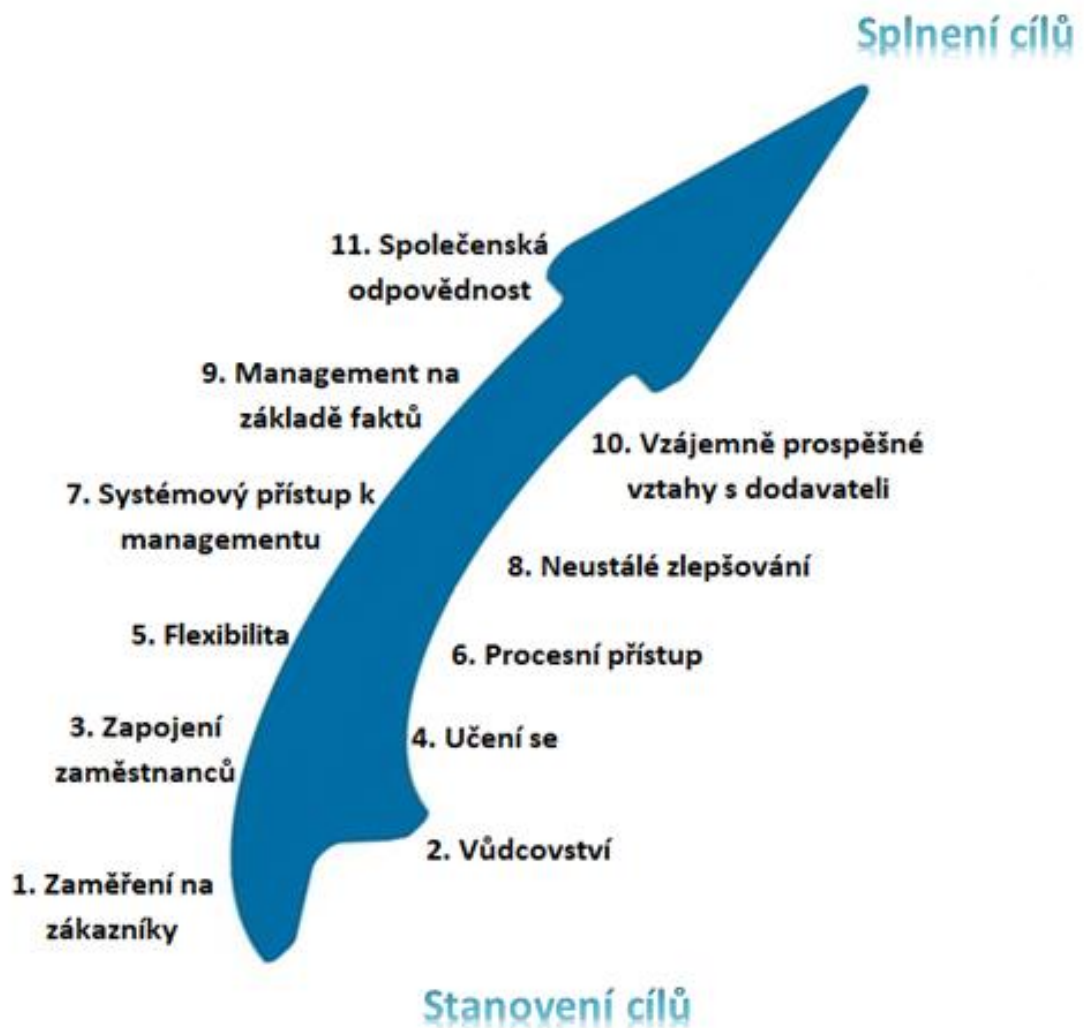 Splnení cílů
11. Společenská
odpovědnost
9. Management na
základě faktů
10. Vzájemně prospěšné
vztahy s dodavateli
7. Systémový přístup k
managementu
8. Neustálé zlepšování
5. Flexibilita
6. Procesní přístup
3. Zapojení
zaměstnanců
4. Učení se
2. Vůdcovství
1. Zaměření na
zákazníky
Stanovení cílů